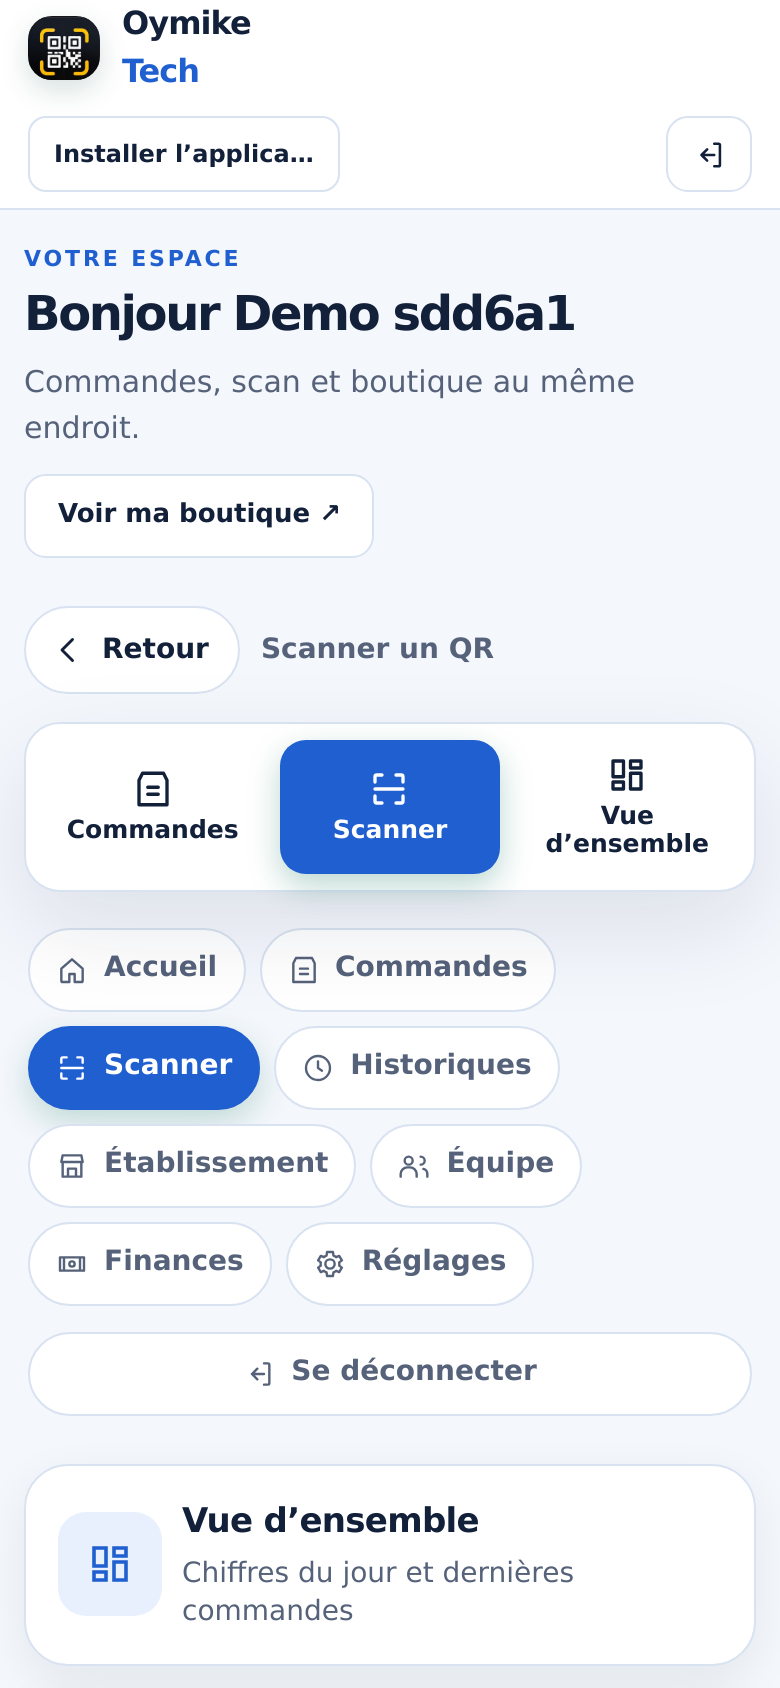 Oymike
Tech
Installer l’applica…
VOTRE ESPACE
Bonjour Demo sdd6a1
Commandes, scan et boutique au même
endroit.
Voir ma boutique ↗
Retour
Scanner un QR
Commandes
Scanner
Vue
d’ensemble
Accueil
Commandes
Scanner
Historiques
Établissement
Équipe
Finances
Réglages
Se déconnecter
Vue d’ensemble
Chiffres du jour et dernières
commandes